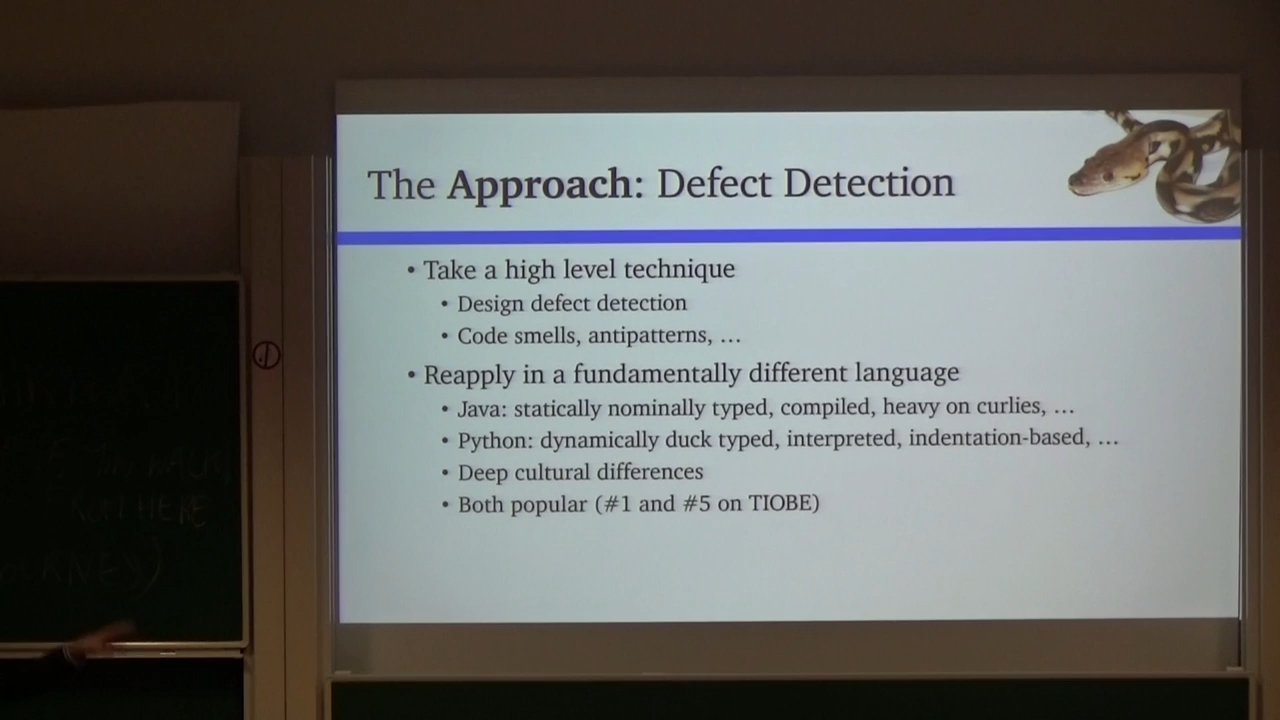 The Approach: Defect Detection
• Take a high level technique
• Design defect detection
• Code smells, antipatterns, …
• Reapply in a fundamentally different language
• Java: statically nominally typed, compiled, heavy on curlies, …
• Python: dynamically duck typed, interpreted, indentation-based, …
• Deep cultural differences
• Both popular (#1 and #5 on TIOBE)
HERE